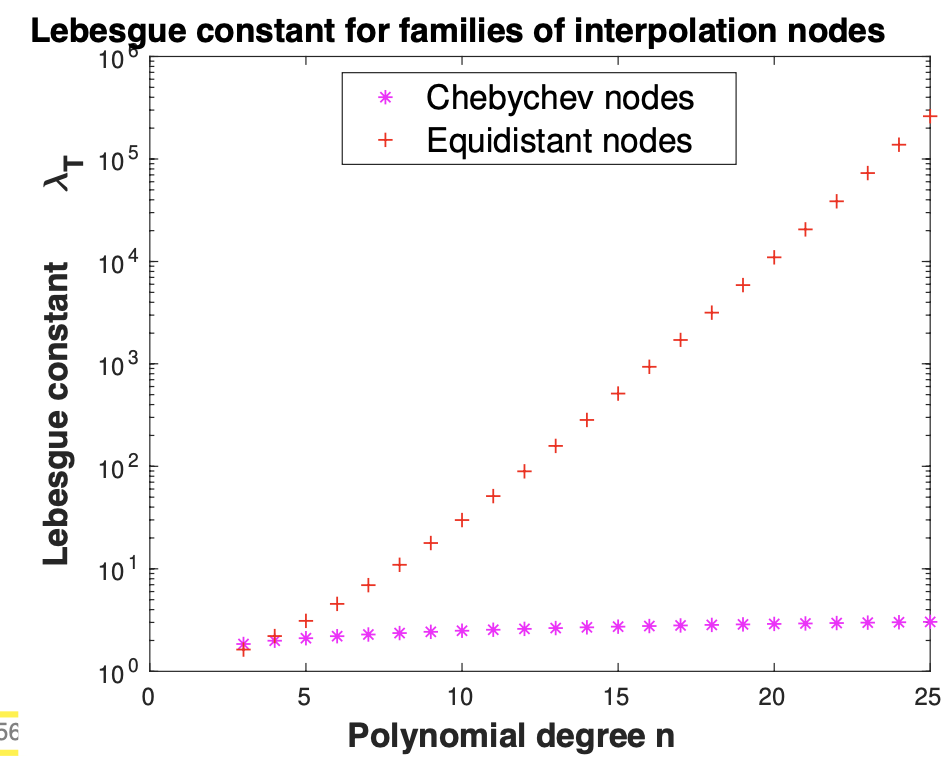 Lebesgue constant for families of interpolation nodes
10^6
Chebychev nodes
Equidistant nodes
10^5
10^4
10^3
10^2
10^1
10^0
Lebesgue constant λ_T
0 5 10 15 20 25
Polynomial degree n
56